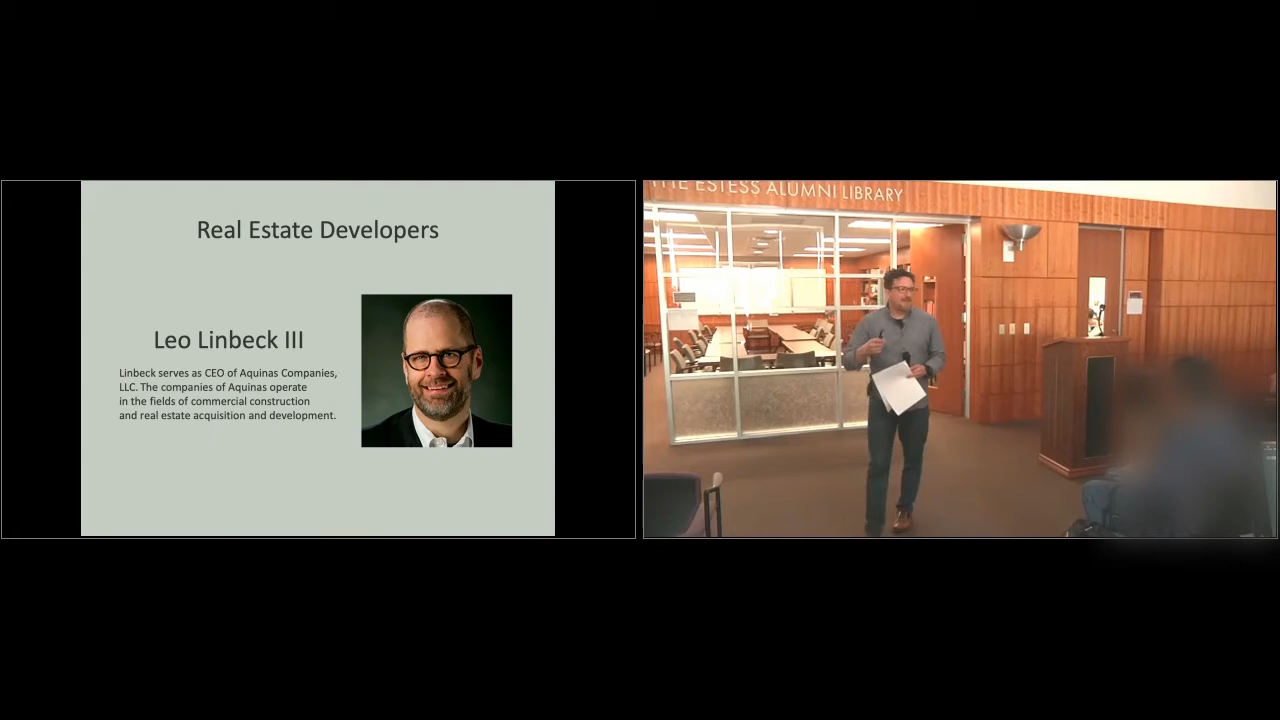 Real Estate Developers
Leo Linbeck III
Linbeck serves as CEO of Aquinas Companies,
LLC. The companies of Aquinas operate
in the fields of commercial construction
and real estate acquisition and development.
THE ESTESS ALUMNI LIBRARY